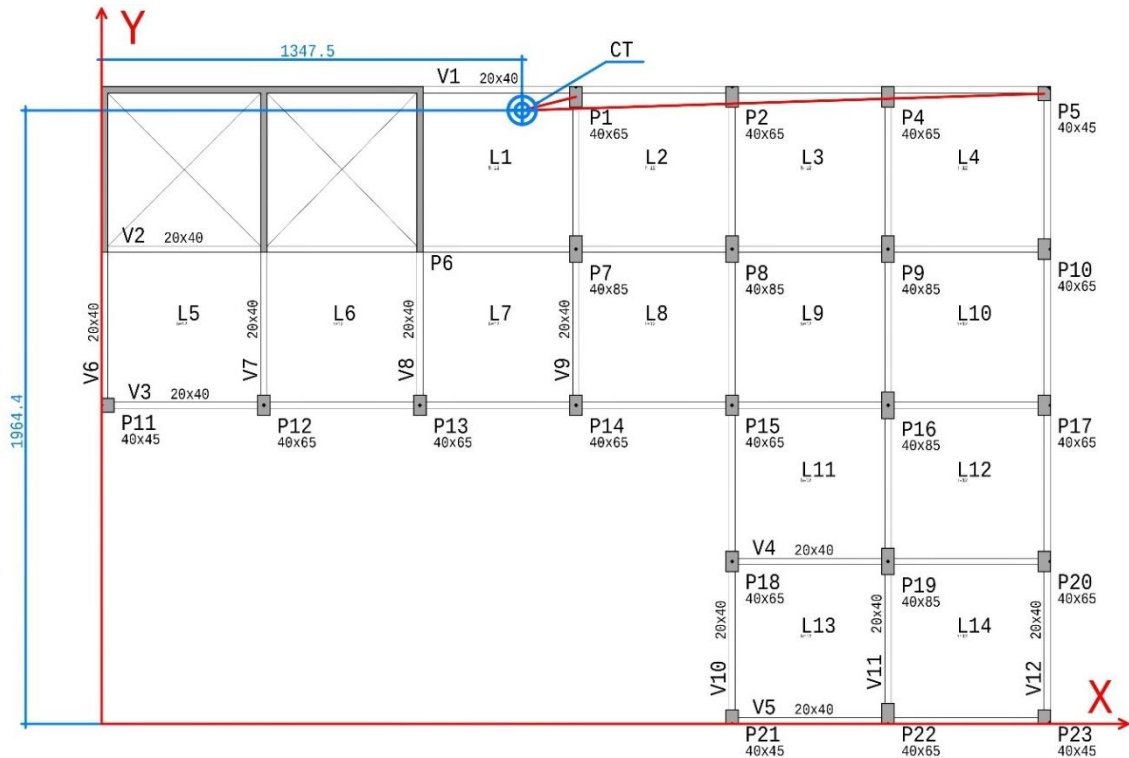 Y
1347.5
CT
V1 20x40
P1
40x65
P2
40x65
P4
40x65
P5
40x45
L1
L2
L3
L4
V2 20x40
P6
P7
40x85
P8
40x85
P9
40x85
P10
40x65
L5
L6
L7
L8
L9
L10
20x40
20x40
20x40
20x40
V6
V7
V8
V9
V3 20x40
P11
40x45
P12
40x65
P13
40x65
P14
40x65
P15
40x65
P16
40x85
P17
40x65
1964.4
L11
L12
V4 20x40
P18
40x65
P19
40x85
P20
40x65
20x40
20x40
20x40
L13
L14
V10
V11
V12
X
V5 20x40
P21
40x45
P22
40x65
P23
40x45